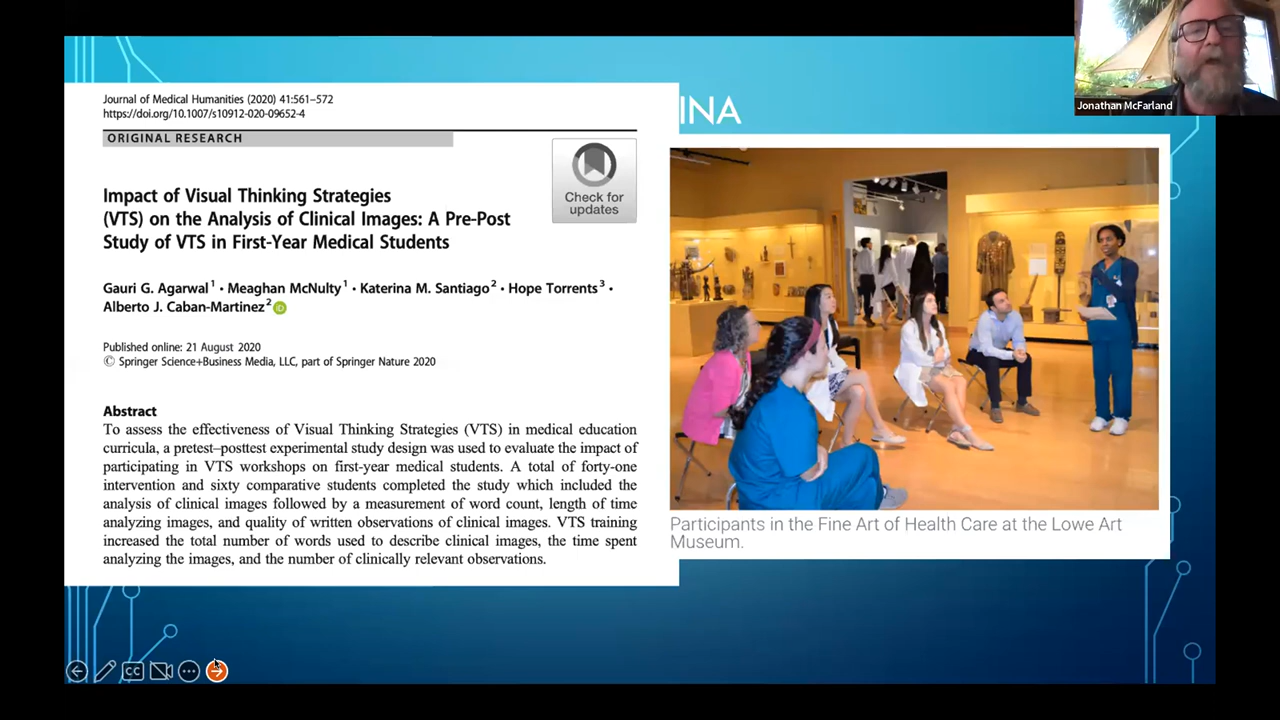 Journal of Medical Humanities (2020) 41:561–572
https://doi.org/10.1007/s10912-020-09652-4
ORIGINAL RESEARCH
Check for
updates
Impact of Visual Thinking Strategies
(VTS) on the Analysis of Clinical Images: A Pre-Post
Study of VTS in First-Year Medical Students
Gauri G. Agarwal1 · Meaghan McNulty1 · Katerina M. Santiago2 · Hope Torrents3 ·
Alberto J. Caban-Martinez2 iD
Published online: 21 August 2020
© Springer Science+Business Media, LLC, part of Springer Nature 2020
Abstract
To assess the effectiveness of Visual Thinking Strategies (VTS) in medical education
curricula, a pretest–posttest experimental study design was used to evaluate the impact of
participating in VTS workshops on first-year medical students. A total of forty-one
intervention and sixty comparative students completed the study which included the
analysis of clinical images followed by a measurement of word count, length of time
analyzing images, and quality of written observations of clinical images. VTS training
increased the total number of words used to describe clinical images, the time spent
analyzing the images, and the number of clinically relevant observations.
INA
Participants in the Fine Art of Health Care at the Lowe Art
Museum.
Jonathan McFarland
CC